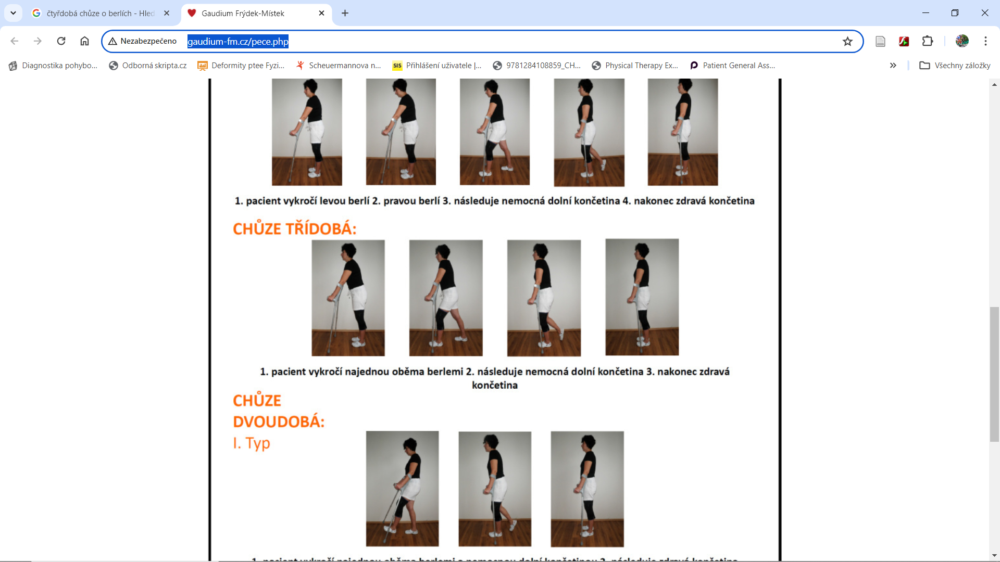 čtyřdobá chůze o berlích - Hled
Gaudium Frýdek-Místek
Nezabezpečeno
gaudium-fm.cz/pece.php
Diagnostika pohybo...
Odborná skripta.cz
Deformity ptee Fyzi...
Scheuermannova n...
SIS
Přihlášení uživatele |...
9781284108859_CH...
Physical Therapy Ex...
Patient General Ass...
Všechny záložky
1. pacient vykročí levou berlí 2. pravou berlí 3. následuje nemocná dolní končetina 4. nakonec zdravá končetina
CHŮZE TŘÍDOBÁ:
1. pacient vykročí najednou oběma berlemi 2. následuje nemocná dolní končetina 3. nakonec zdravá
končetina
CHŮZE
DVOUDOBÁ:
I. Typ
1. pacient vykročí najednou oběma berlemi a nemocnou dolní končetinou 2. následuje zdravá končetina